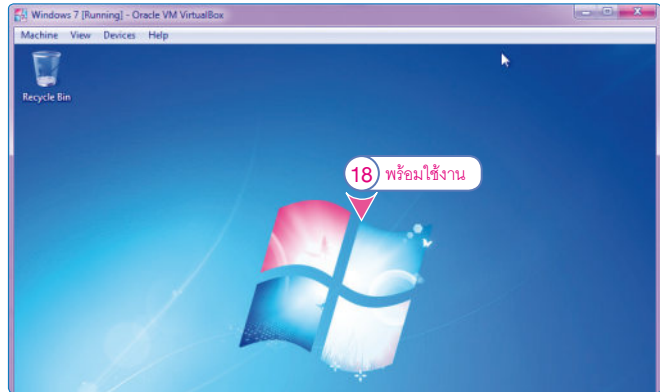 Windows 7 [Running] - Oracle VM VirtualBox
Machine View Devices Help
Recycle Bin
18 พร้อมใช้งาน